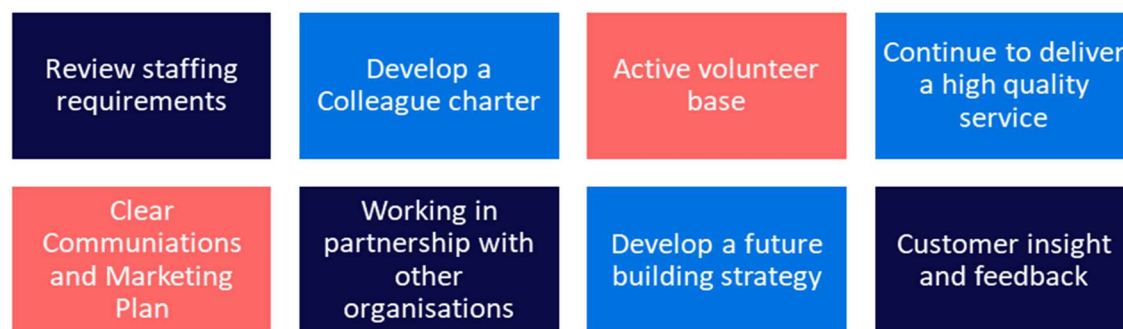 Review staffing
requirements
Develop a
Colleague charter
Active volunteer
base
Continue to deliver
a high quality
service
Clear
Communiations
and Marketing
Plan
Working in
partnership with
other
organisations
Develop a future
building strategy
Customer insight
and feedback